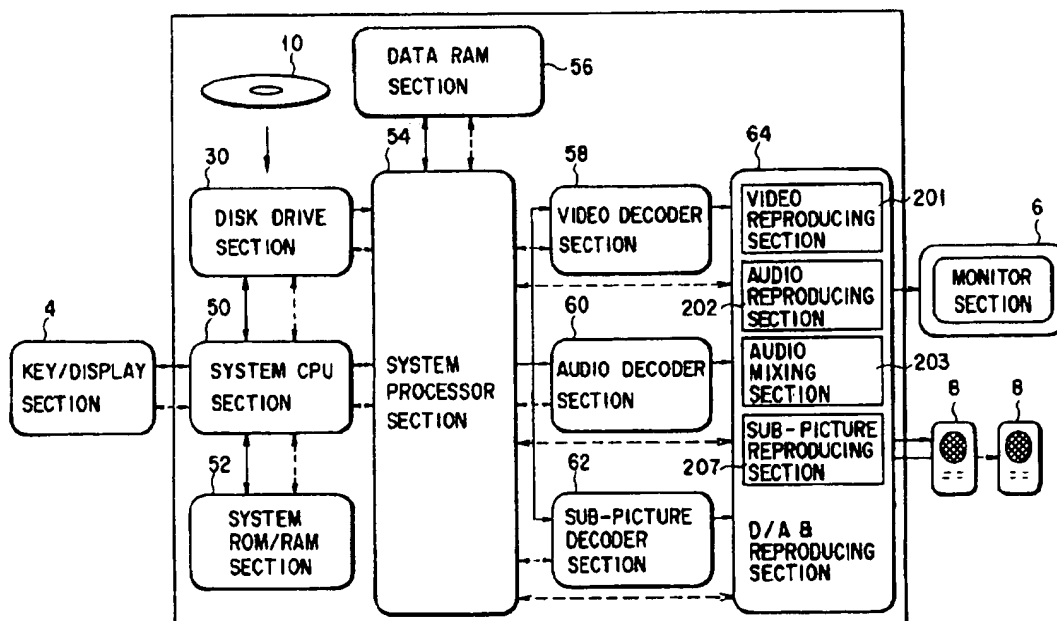 10
DATA RAM
SECTION
56
54
30
DISK DRIVE
SECTION
58
VIDEO DECODER
SECTION
64
VIDEO
REPRODUCING
SECTION
201
6
MONITOR
SECTION
AUDIO
REPRODUCING
SECTION
202
4
KEY/DISPLAY
SECTION
50
SYSTEM CPU
SECTION
SYSTEM
PROCESSOR
SECTION
60
AUDIO DECODER
SECTION
AUDIO
MIXING
SECTION
203
8
8
SUB-PICTURE
REPRODUCING
SECTION
207
52
SYSTEM
ROM/RAM
SECTION
62
SUB-PICTURE
DECODER
SECTION
D/A &
REPRODUCING
SECTION